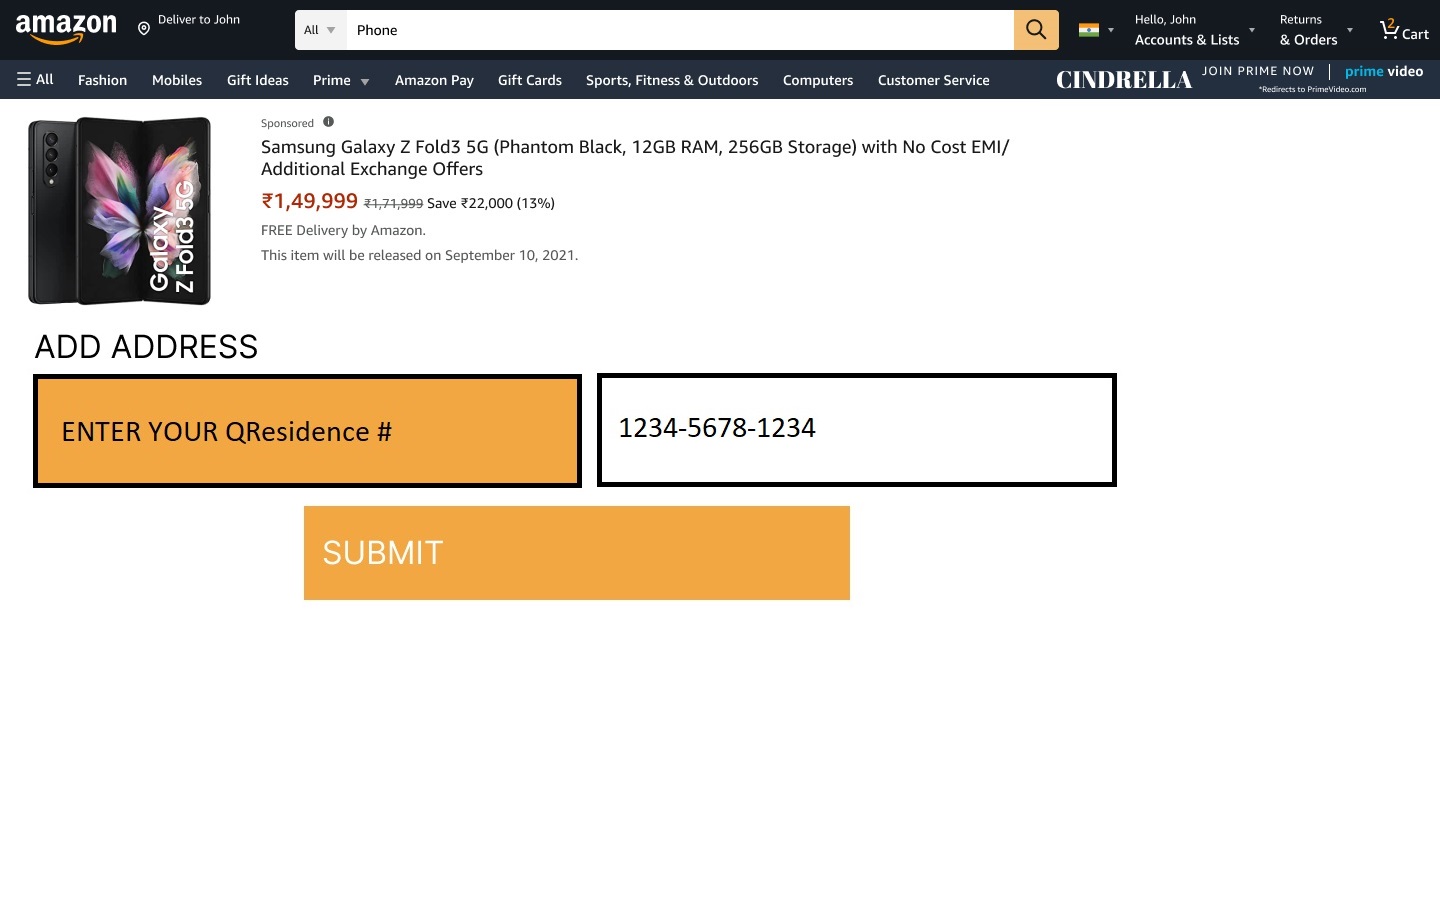 amazon
Deliver to John
All
Phone
Hello, John
Accounts & Lists
Returns
& Orders
2
Cart
All
Fashion
Mobiles
Gift Ideas
Prime
Amazon Pay
Gift Cards
Sports, Fitness & Outdoors
Computers
Customer Service
CINDRELLA
JOIN PRIME NOW
prime video
*Redirects to PrimeVideo.com
Galaxy
Z Fold3 5G
Sponsored
Samsung Galaxy Z Fold3 5G (Phantom Black, 12GB RAM, 256GB Storage) with No Cost EMI/
Additional Exchange Offers
₹1,49,999 ₹1,71,999 Save ₹22,000 (13%)
FREE Delivery by Amazon.
This item will be released on September 10, 2021.
ADD ADDRESS
ENTER YOUR QResidence #
1234-5678-1234
SUBMIT